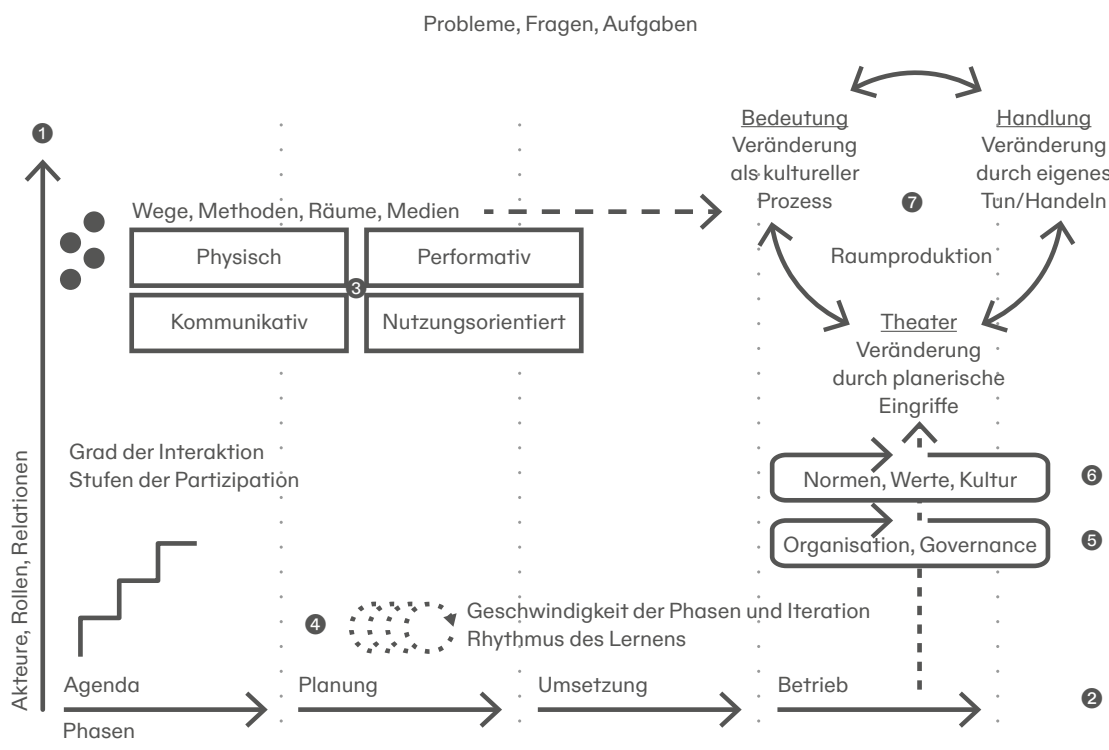 Probleme, Fragen, Aufgaben
1
Bedeutung
Veränderung
als kultureller
Prozess
Handlung
Veränderung
durch eigenes
Tun/Handeln
7
Wege, Methoden, Räume, Medien
Physisch
Performativ
3
Kommunikativ
Nutzungsorientiert
Raumproduktion
Theater
Veränderung
durch planerische
Eingriffe
Grad der Interaktion
Stufen der Partizipation
Normen, Werte, Kultur
6
Organisation, Governance
5
Akteure, Rollen, Relationen
4
Geschwindigkeit der Phasen und Iteration
Rhythmus des Lernens
Agenda
Planung
Umsetzung
Betrieb
2
Phasen